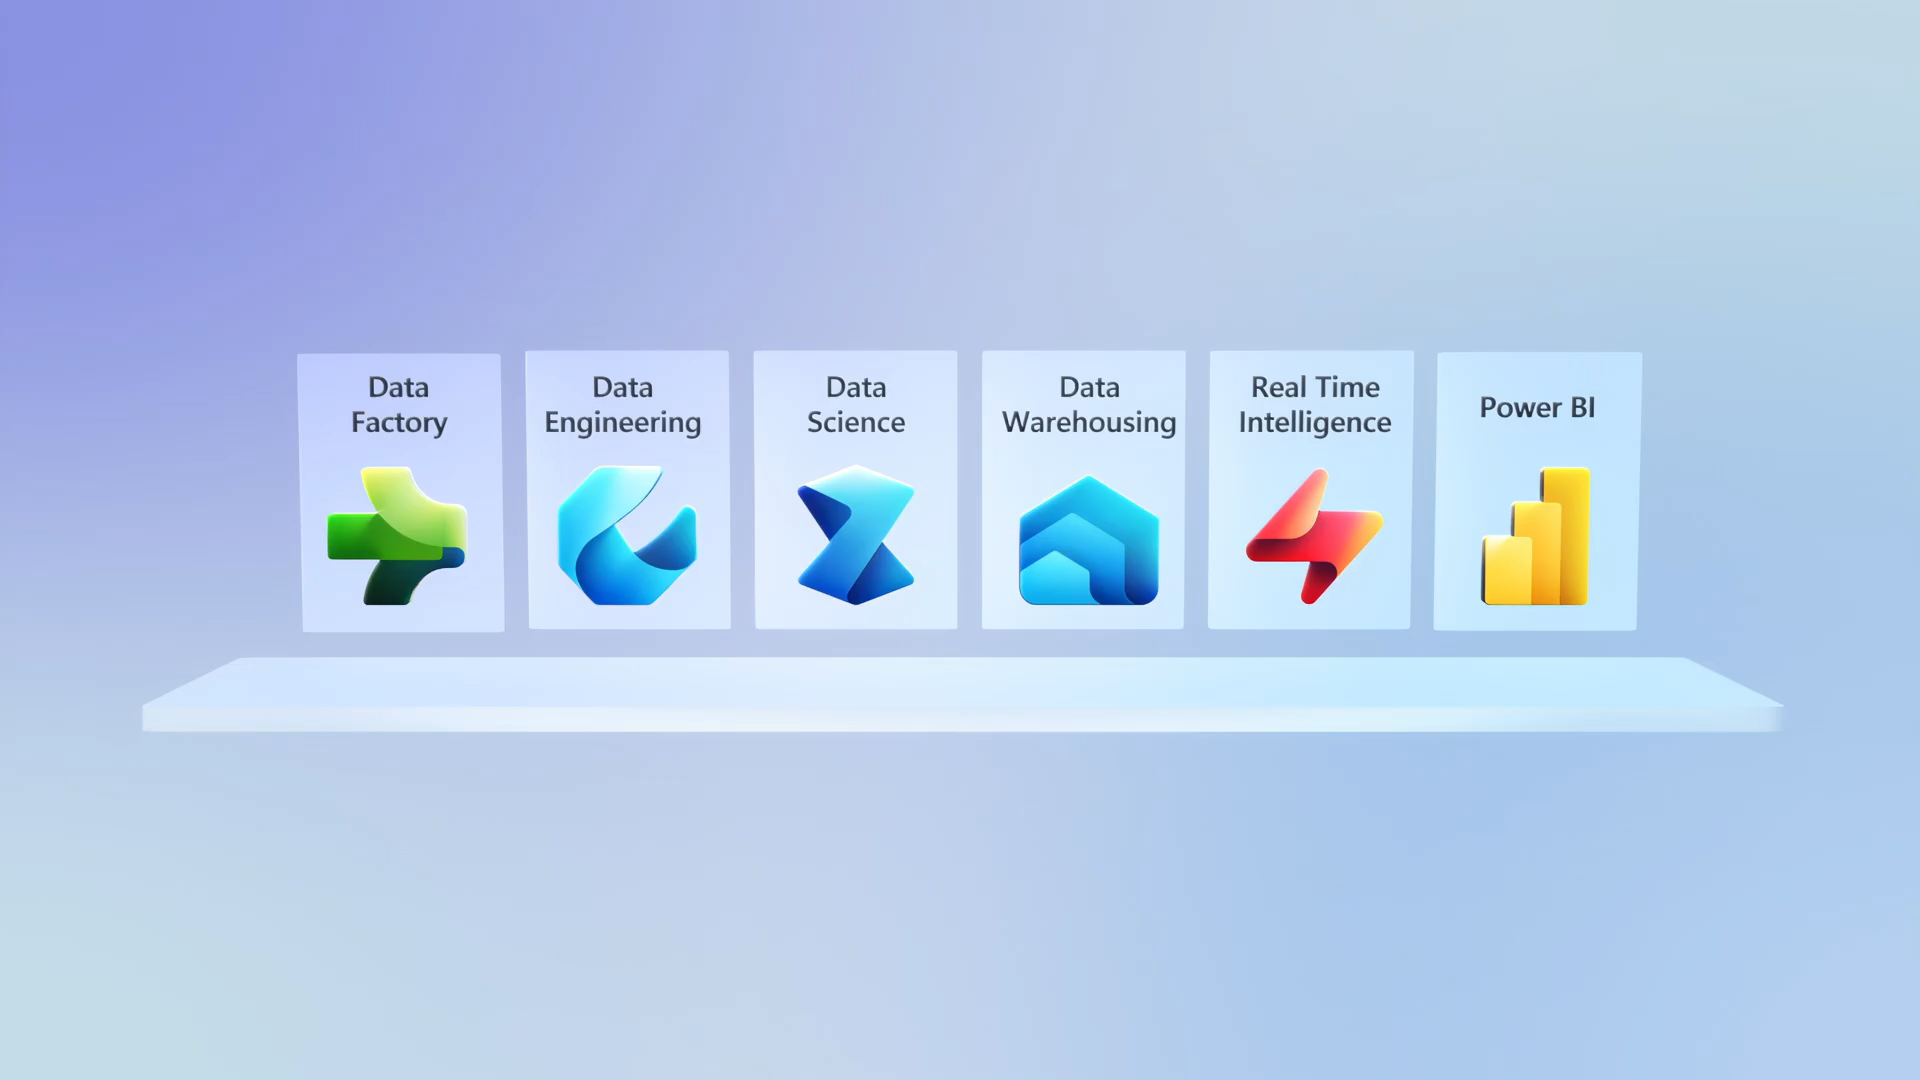 Data
Factory
Data
Engineering
Data
Science
Data
Warehousing
Real Time
Intelligence
Power BI